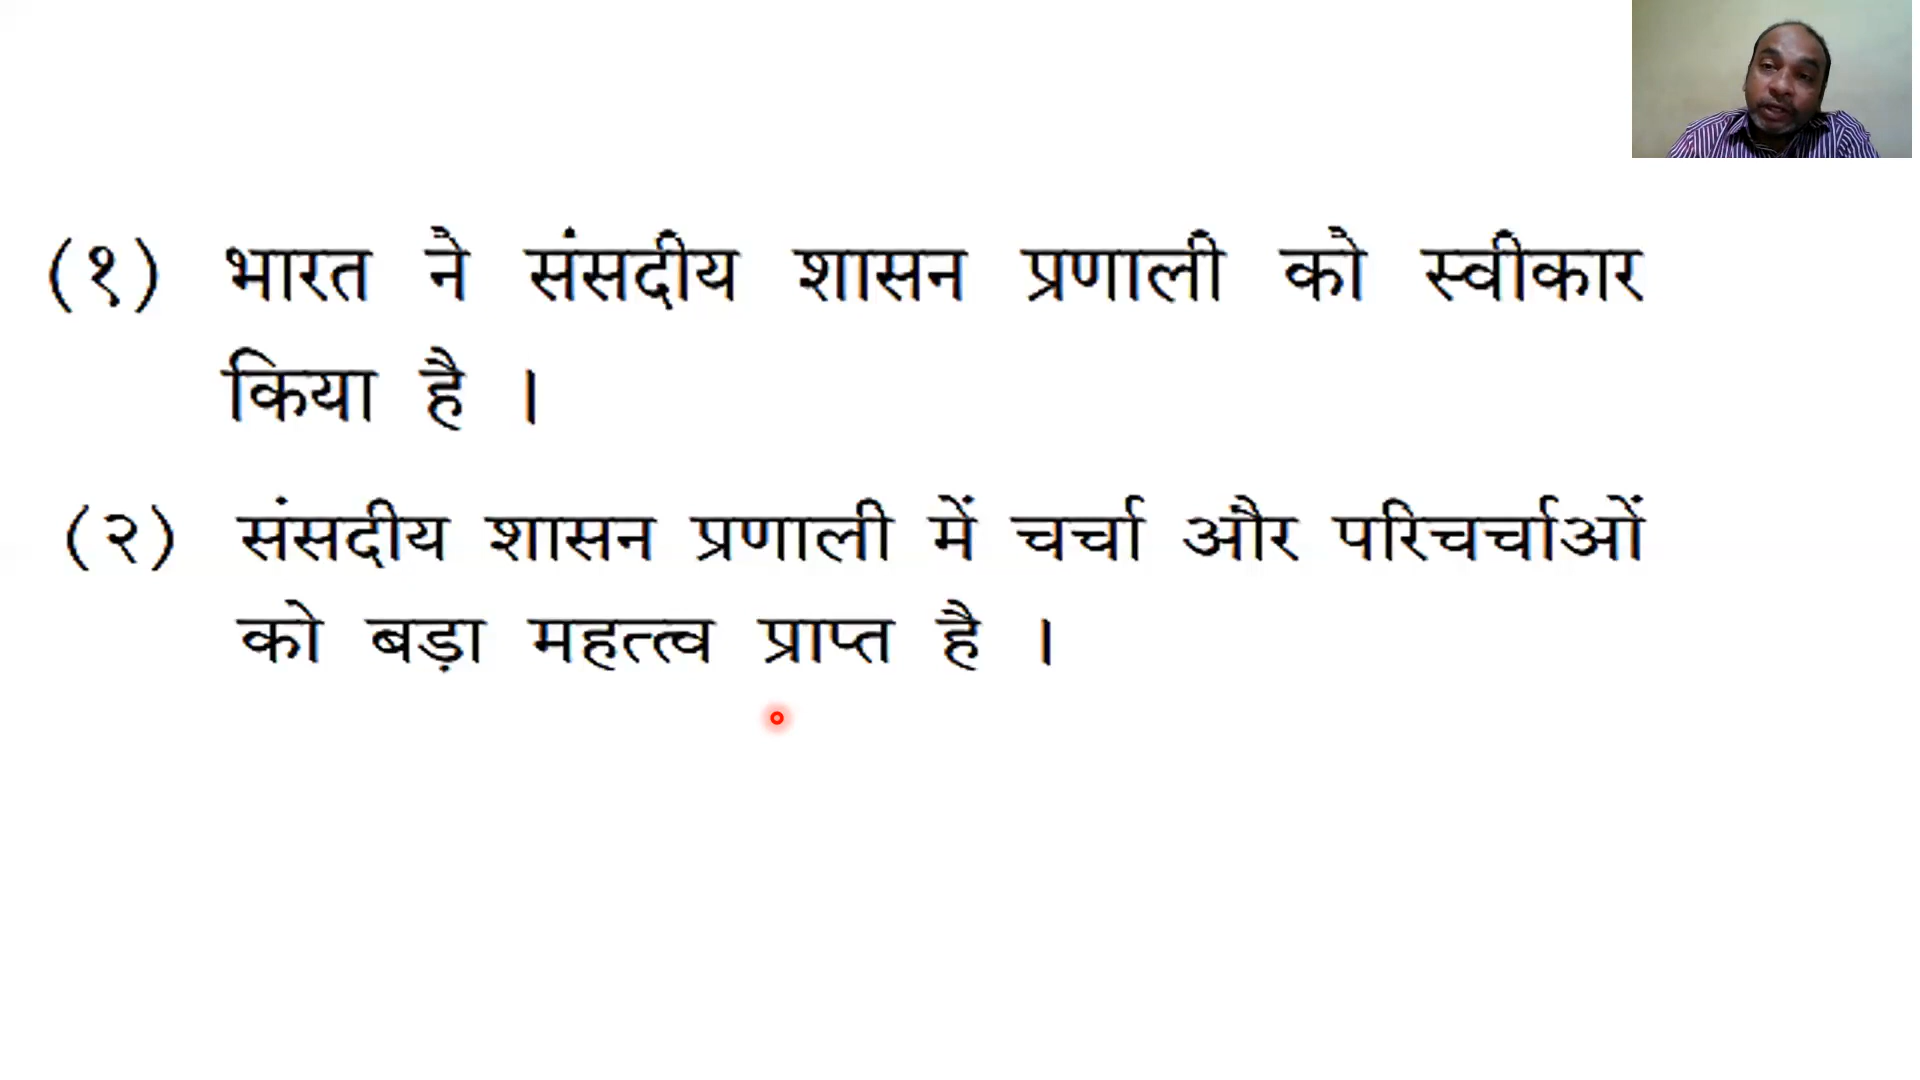 (१) भारत ने संसदीय शासन प्रणाली को स्वीकार
किया है ।
(२) संसदीय शासन प्रणाली में चर्चा और परिचर्चाओं
को बड़ा महत्त्व प्राप्त है ।